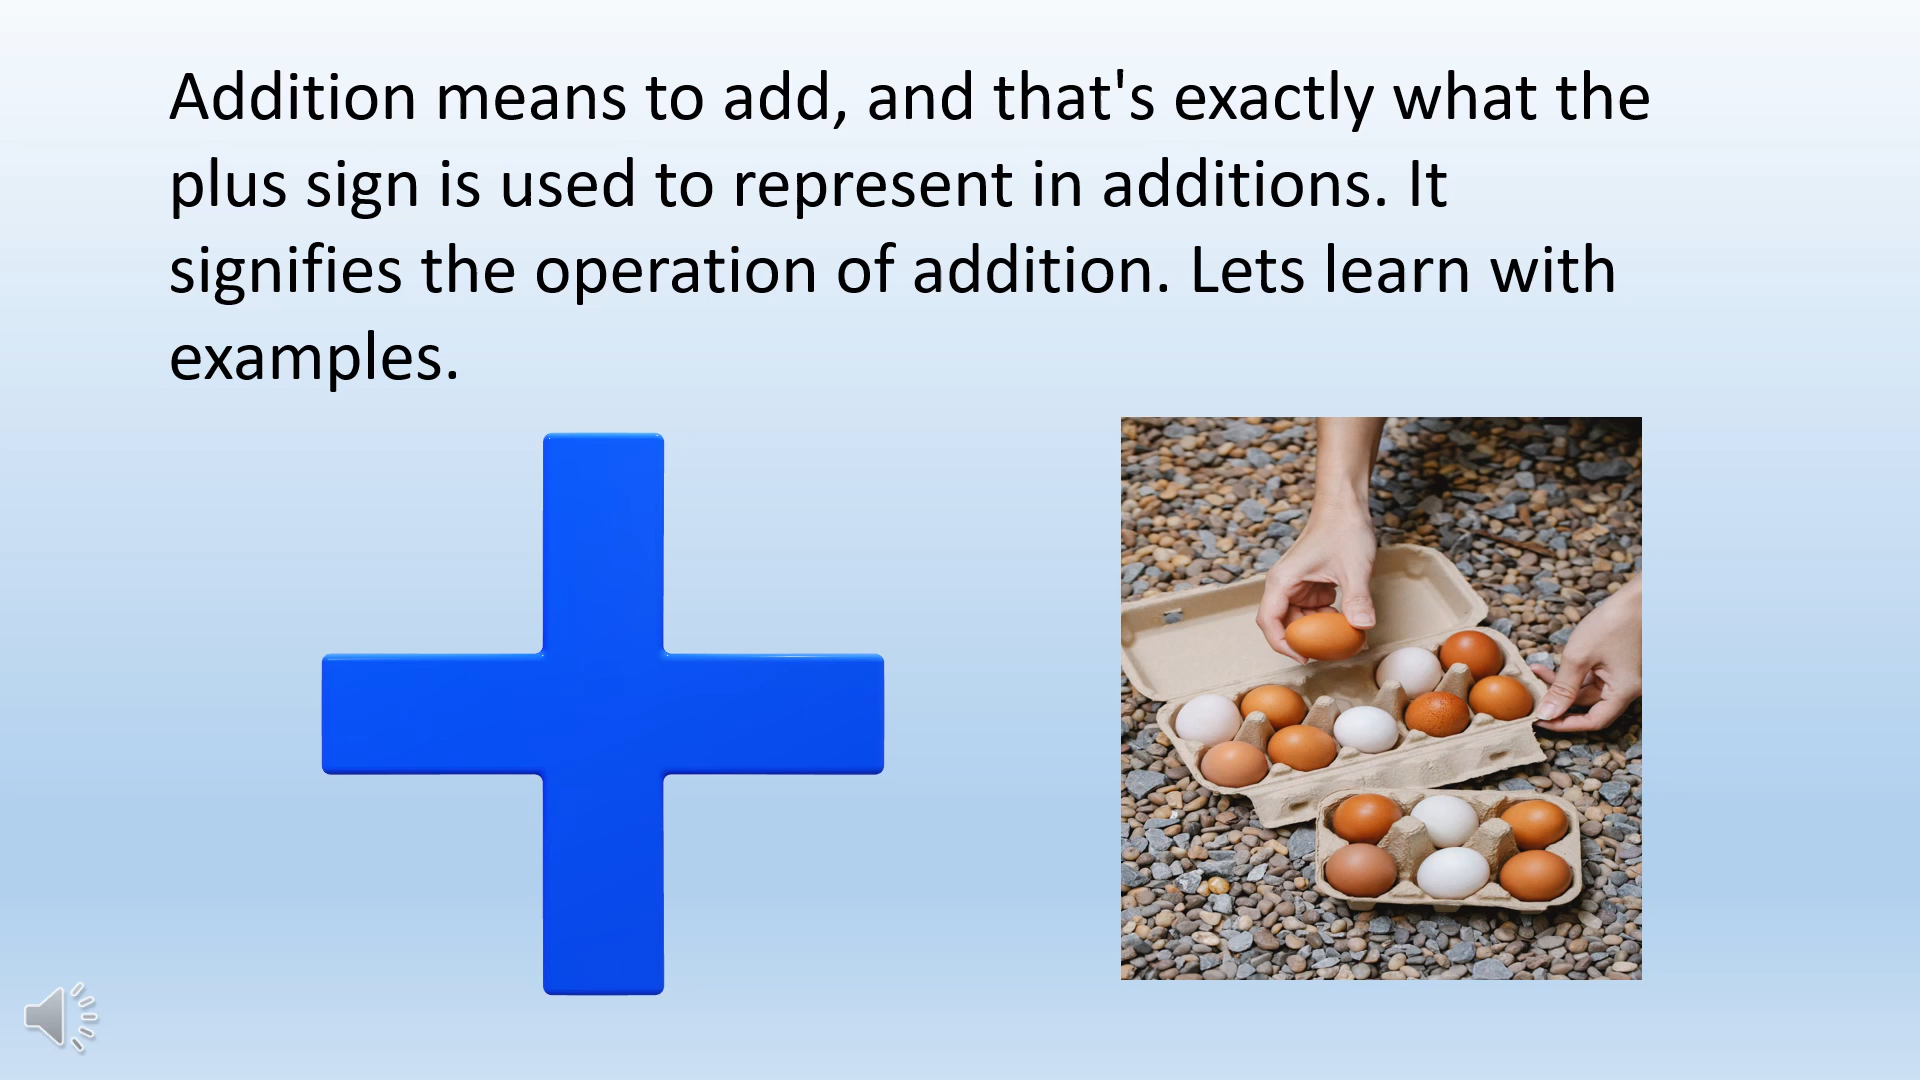 Addition means to add, and that's exactly what the
plus sign is used to represent in additions. It
signifies the operation of addition. Lets learn with
examples.